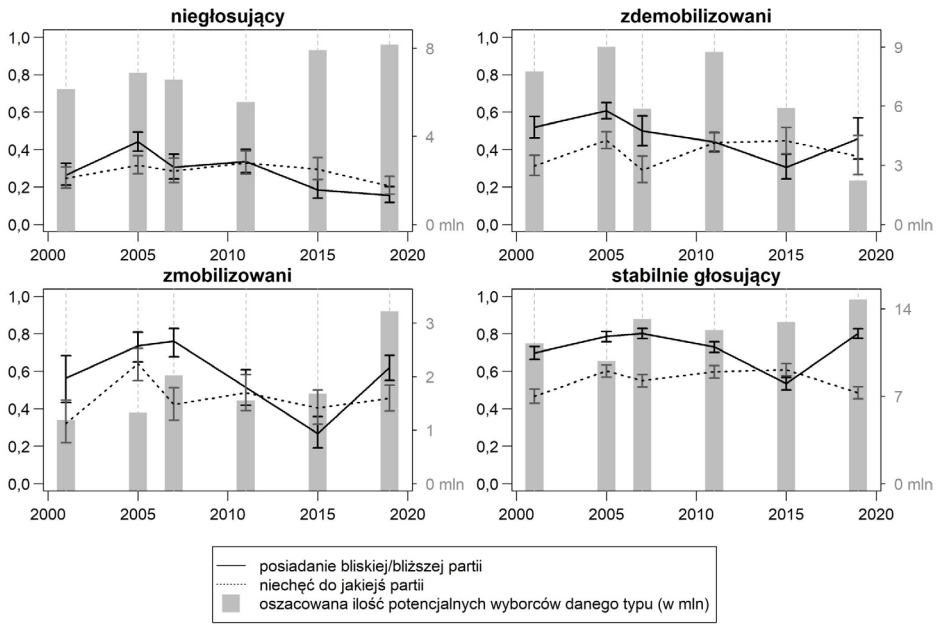 niegłosujący
1,0
0,8
0,6
0,4
0,2
0,0
8
4
0 mln
2000 2005 2010 2015 2020
zdemobilizowani
1,0
0,8
0,6
0,4
0,2
0,0
9
6
3
0 mln
2000 2005 2010 2015 2020
zmobilizowani
1,0
0,8
0,6
0,4
0,2
0,0
3
2
1
0 mln
2000 2005 2010 2015 2020
stabilnie głosujący
1,0
0,8
0,6
0,4
0,2
0,0
14
7
0 mln
2000 2005 2010 2015 2020
posiadanie bliskiej/bliższej partii
niechęć do jakiejś partii
oszacowana ilość potencjalnych wyborców danego typu (w mln)